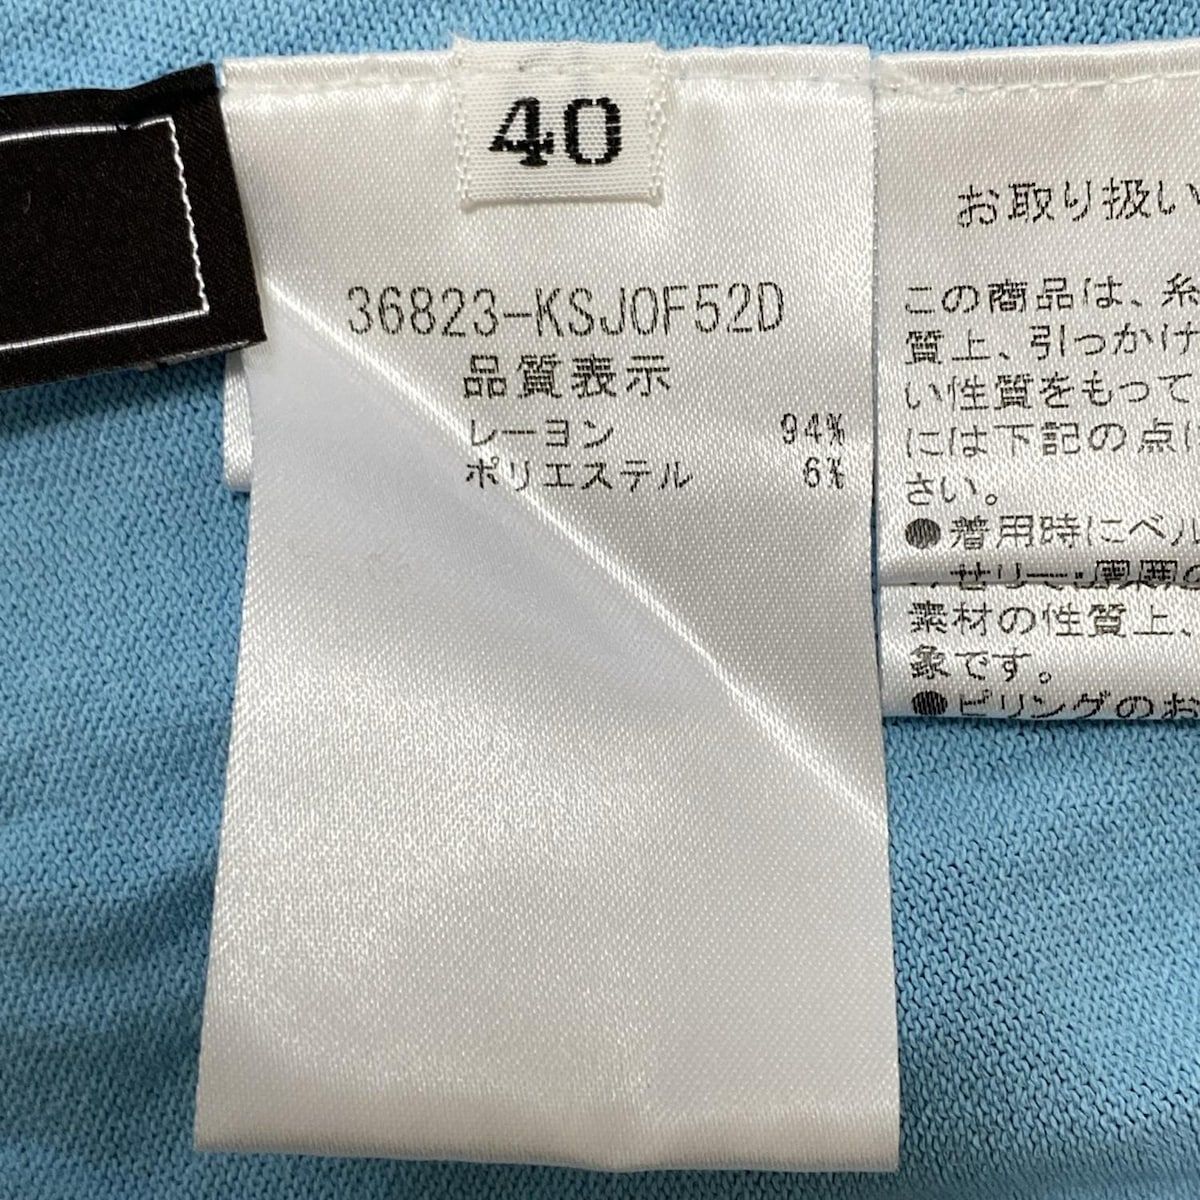 40
36823-KSJ0F52D
品質表示
レーヨン 94%
ポリエステル 6%
お取り扱い
この商品は、糸
質上、引っかけ
い性質をもって
には下記の点に
さい。
●着用時にベル
素材の性質上、
象です。
●ピリングのお